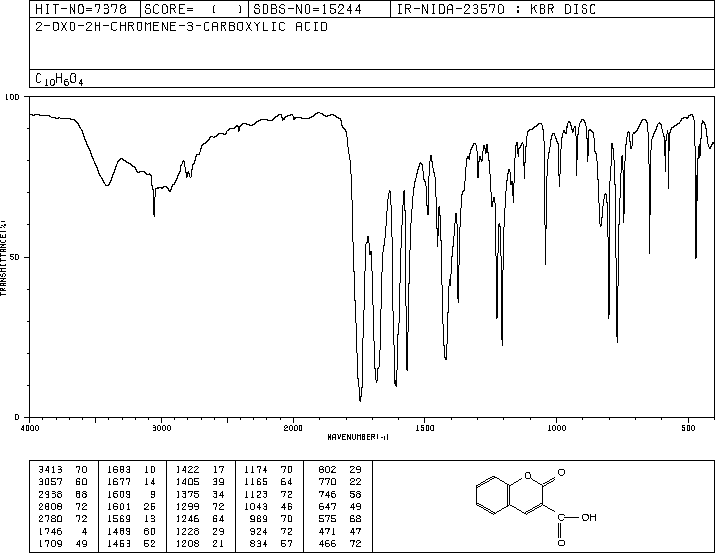 HIT-NO=7378 SCORE= ( ) SDBS-NO=15244 IR-NIDA-23570 : KBR DISC
2-OXO-2H-CHROMENE-3-CARBOXYLIC ACID
C10H6O4
100
50
0
TRANSMITTANCE(%)
4000 3000 2000 1500 1000 500
WAVENUMBER(-1)
3413 70 1683 10 1422 17 1174 70 802 29
3057 60 1677 14 1405 39 1165 64 770 22
2938 68 1609 9 1375 34 1123 72 746 58
2808 72 1601 26 1299 72 1043 46 647 49
2780 72 1569 13 1246 64 989 70 575 68
1746 4 1489 60 1228 29 924 72 471 47
1709 49 1453 52 1208 21 834 57 466 72
O O
C OH
O